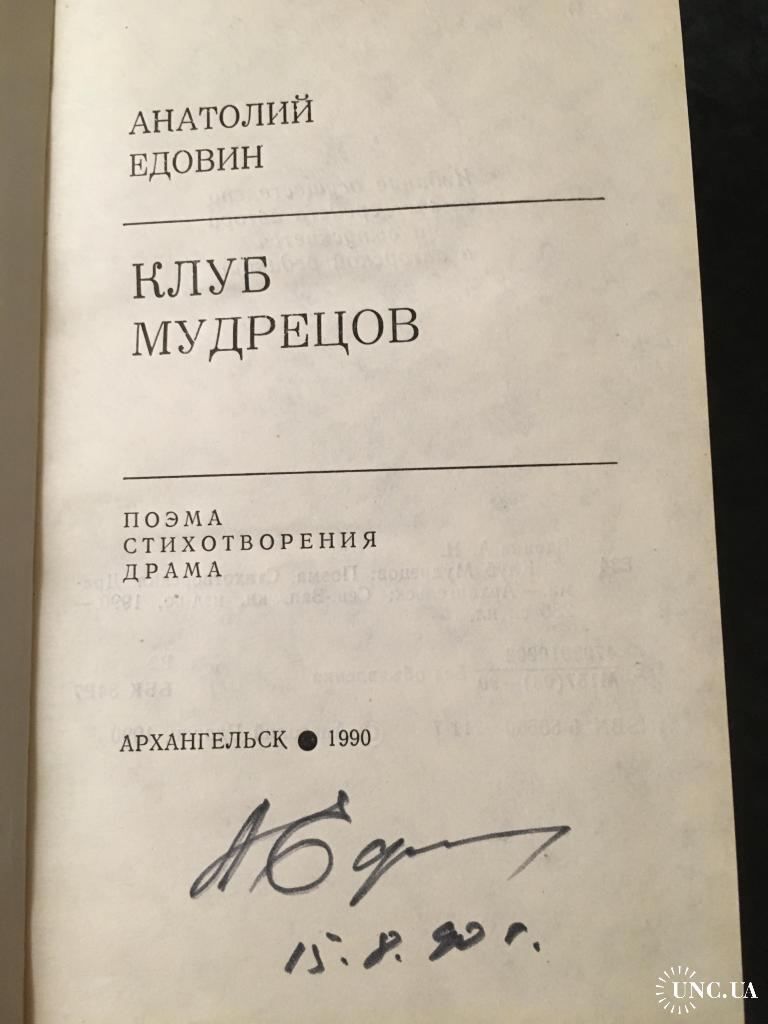 АНАТОЛИЙ
ЕДОВИН
КЛУБ
МУДРЕЦОВ
ПОЭМА
СТИХОТВОРЕНИЯ
ДРАМА
АРХАНГЕЛЬСК ● 1990
15.8.90 г.
UNC.UA